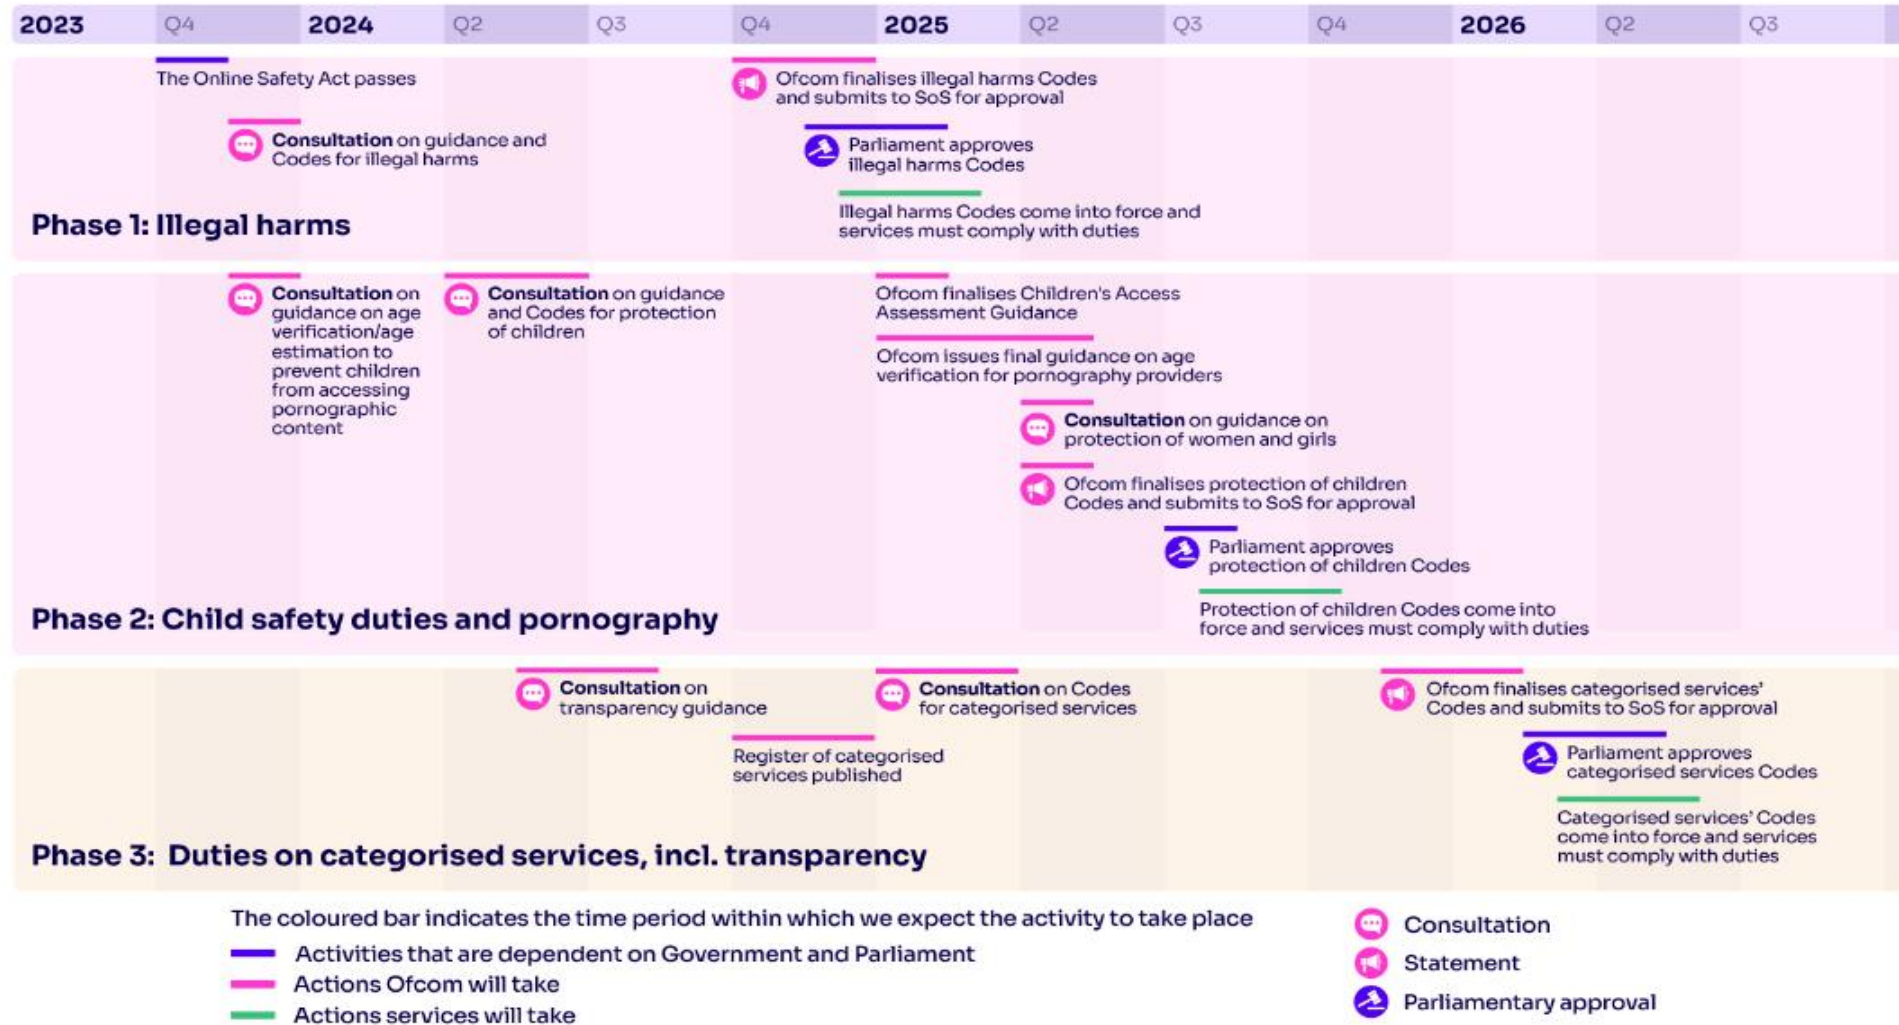 2023 Q4 2024 Q2 Q3 Q4 2025 Q2 Q3 Q4 2026 Q2 Q3
The Online Safety Act passes
Consultation on guidance and
Codes for illegal harms
Ofcom finalises illegal harms Codes
and submits to SoS for approval
Parliament approves
illegal harms Codes
Illegal harms Codes come into force and
services must comply with duties
Phase 1: Illegal harms
Consultation on
guidance on age
verification/age
estimation to
prevent children
from accessing
pornographic
content
Consultation on guidance
and Codes for protection
of children
Ofcom finalises Children's Access
Assessment Guidance
Ofcom issues final guidance on age
verification for pornography providers
Consultation on guidance on
protection of women and girls
Ofcom finalises protection of children
Codes and submits to SoS for approval
Parliament approves
protection of children Codes
Protection of children Codes come into
force and services must comply with duties
Phase 2: Child safety duties and pornography
Consultation on
transparency guidance
Register of categorised
services published
Consultation on Codes
for categorised services
Ofcom finalises categorised services'
Codes and submits to SoS for approval
Parliament approves
categorised services Codes
Categorised services' Codes
come into force and services
must comply with duties
Phase 3: Duties on categorised services, incl. transparency
The coloured bar indicates the time period within which we expect the activity to take place
Activities that are dependent on Government and Parliament
Actions Ofcom will take
Actions services will take
Consultation
Statement
Parliamentary approval